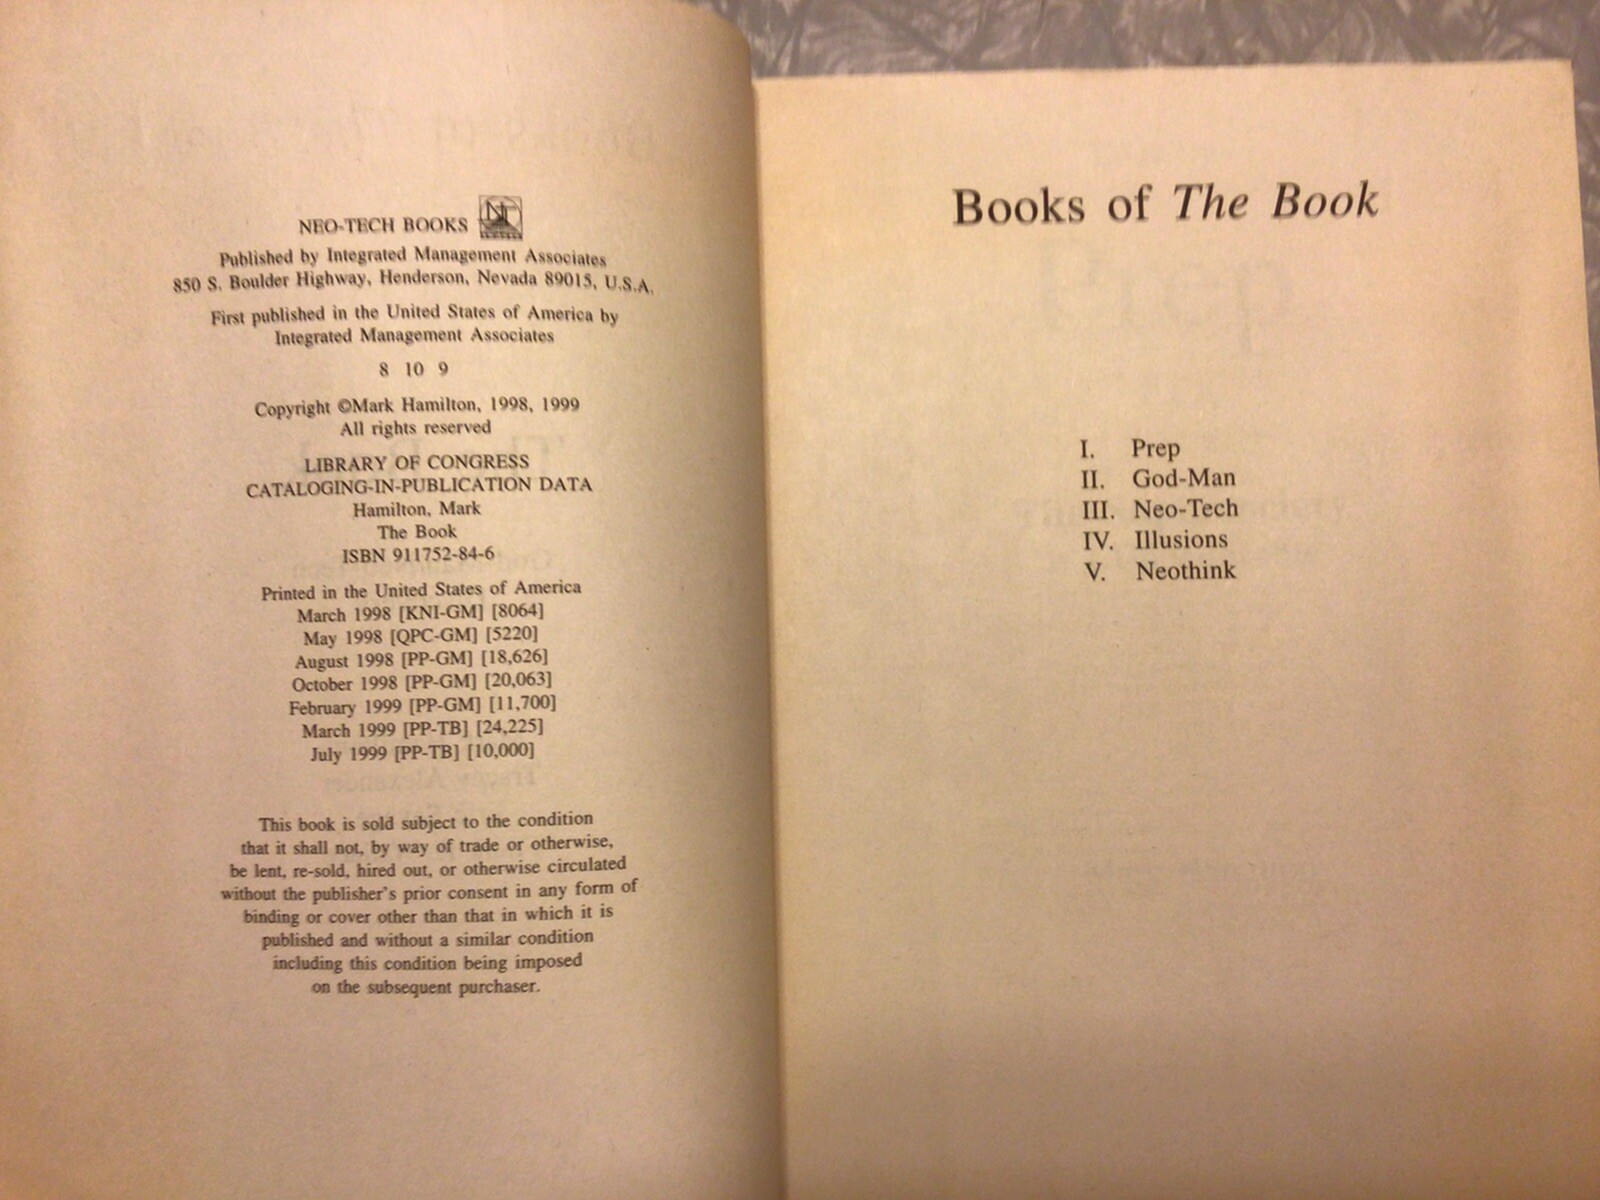 NEO-TECH BOOKS
Published by Integrated Management Associates
850 S. Boulder Highway, Henderson, Nevada 89015, U.S.A.
First published in the United States of America by
Integrated Management Associates
8 10 9
Copyright ©Mark Hamilton, 1998, 1999
All rights reserved
LIBRARY OF CONGRESS
CATALOGING-IN-PUBLICATION DATA
Hamilton, Mark
The Book
ISBN 911752-84-6
Printed in the United States of America
March 1998 [KNI-GM] [8064]
May 1998 [QPC-GM] [5220]
August 1998 [PP-GM] [18,626]
October 1998 [PP-GM] [20,063]
February 1999 [PP-GM] [11,700]
March 1999 [PP-TB] [24,225]
July 1999 [PP-TB] [10,000]
This book is sold subject to the condition
that it shall not, by way of trade or otherwise,
be lent, re-sold, hired out, or otherwise circulated
without the publisher's prior consent in any form of
binding or cover other than that in which it is
published and without a similar condition
including this condition being imposed
on the subsequent purchaser.
Books of The Book
I. Prep
II. God-Man
III. Neo-Tech
IV. Illusions
V. Neothink